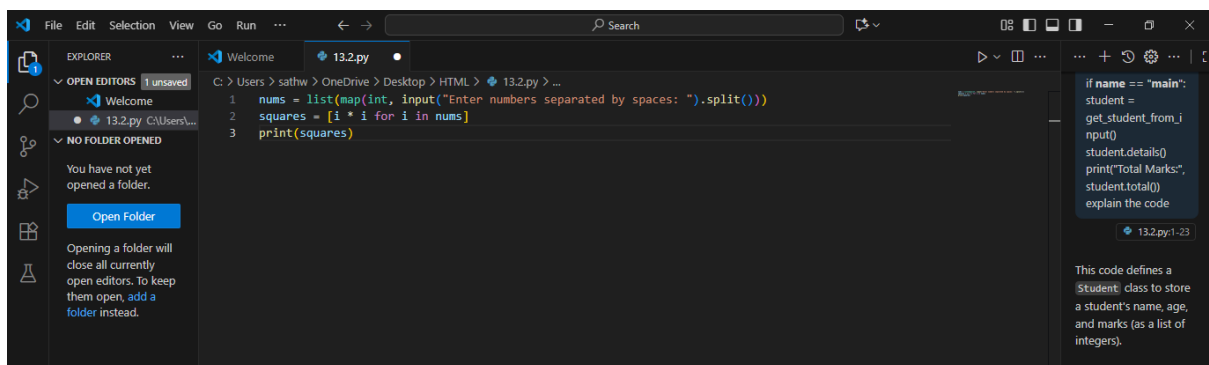 File Edit Selection View Go Run ... Search
EXPLORER ...
OPEN EDITORS 1 unsaved
Welcome
13.2.py C:\Users\...
NO FOLDER OPENED
You have not yet
opened a folder.
Open Folder
Opening a folder will
close all currently
open editors. To keep
them open, add a
folder instead.
Welcome 13.2.py
C: > Users > sathw > OneDrive > Desktop > HTML > 13.2.py > ...
1 nums = list(map(int, input("Enter numbers separated by spaces: ").split()))
2 squares = [i * i for i in nums]
3 print(squares)
if name == "main":
student =
get_student_from_i
nput()
student.details()
print("Total Marks:",
student.total())
explain the code
13.2.py:1-23
This code defines a
Student class to store
a student's name, age,
and marks (as a list of
integers).